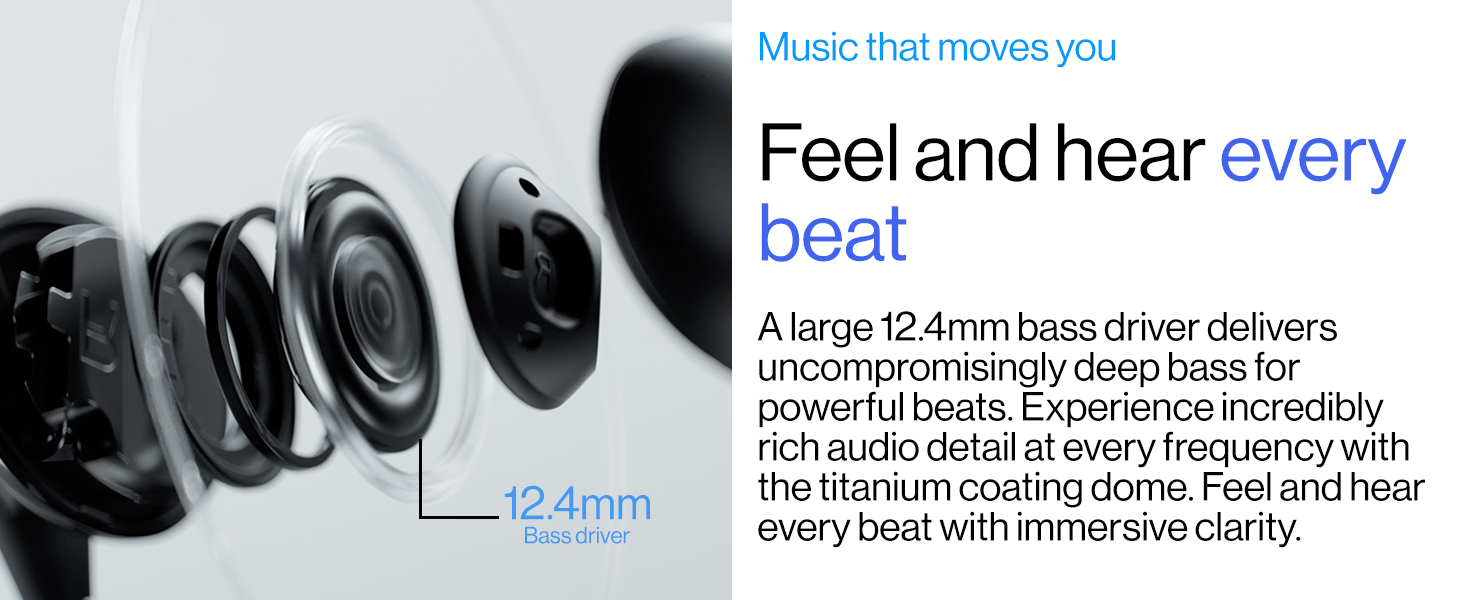 Music that moves you
Feel and hear every
beat
A large 12.4mm bass driver delivers
uncompromisingly deep bass for
powerful beats. Experience incredibly
rich audio detail at every frequency with
the titanium coating dome. Feel and hear
every beat with immersive clarity.
12.4mm
Bass driver
R